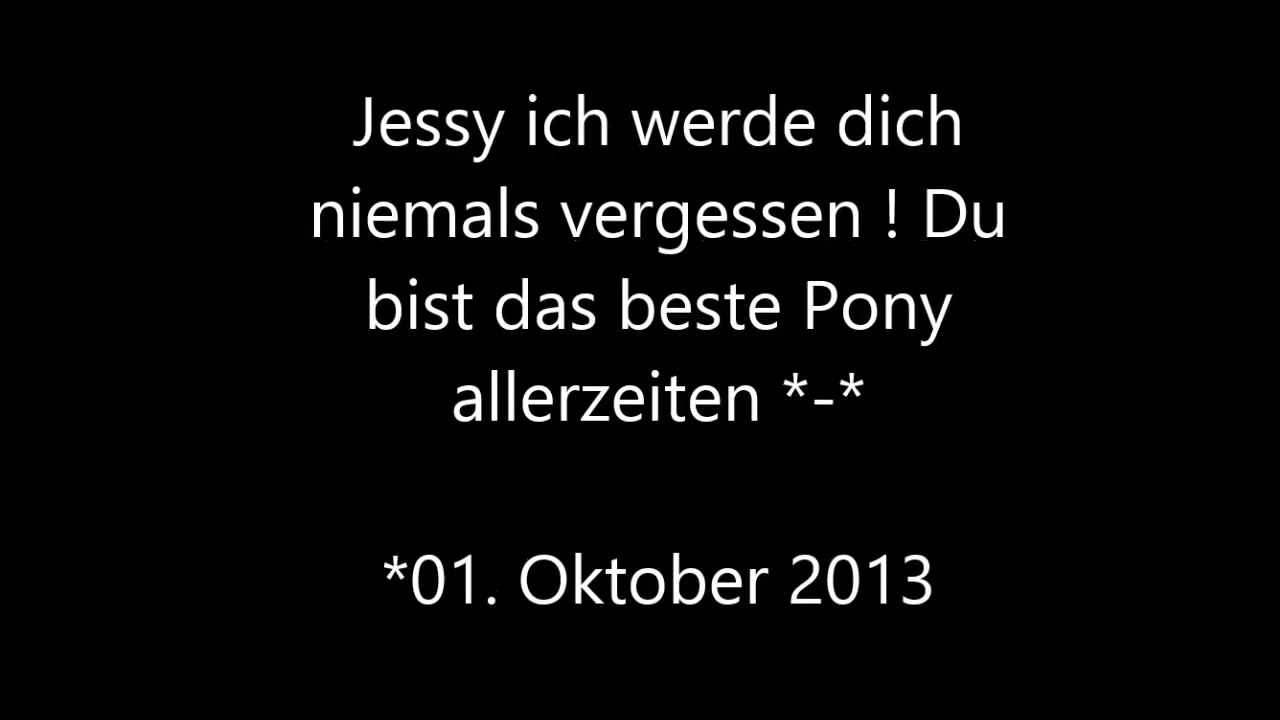 Jessy ich werde dich
niemals vergessen ! Du
bist das beste Pony
allerzeiten *-*
*01. Oktober 2013